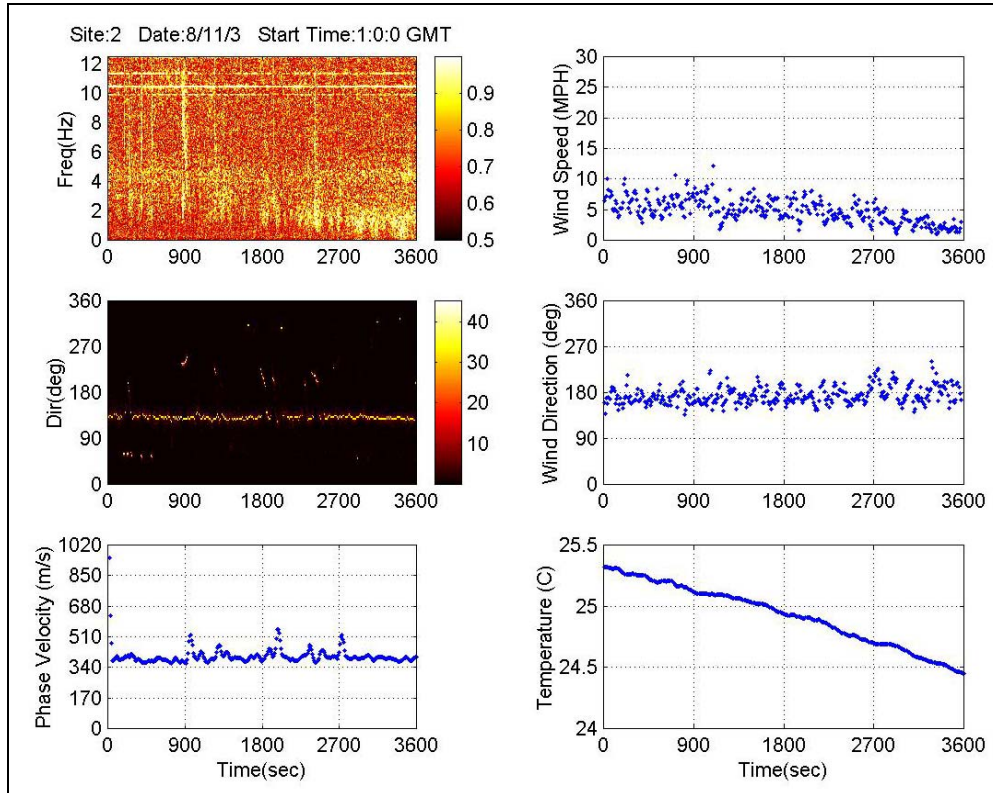 Site:2 Date:8/11/3 Start Time:1:0:0 GMT
Freq(Hz)
12
10
8
6
4
2
0
0 900 1800 2700 3600
0.9
0.8
0.7
0.6
0.5
Wind Speed (MPH)
30
25
20
15
10
5
0
0 900 1800 2700 3600
Dir(deg)
360
270
180
90
0
0 900 1800 2700 3600
40
30
20
10
Wind Direction (deg)
360
270
180
90
0
0 900 1800 2700 3600
Phase Velocity (m/s)
1020
850
680
510
340
170
0
0 900 1800 2700 3600
Time(sec)
Temperature (C)
25.5
25
24.5
24
0 900 1800 2700 3600
Time(sec)